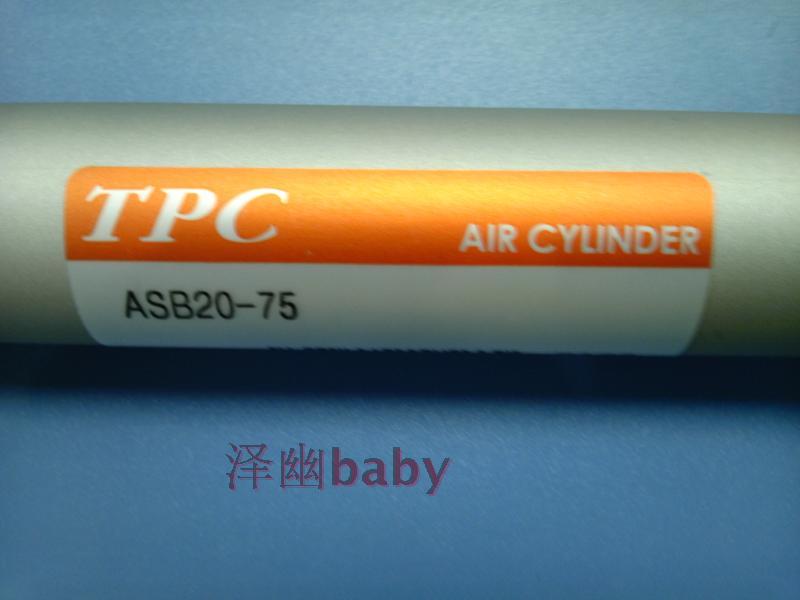 TPC
AIR CYLINDER
ASB20-75
泽幽baby